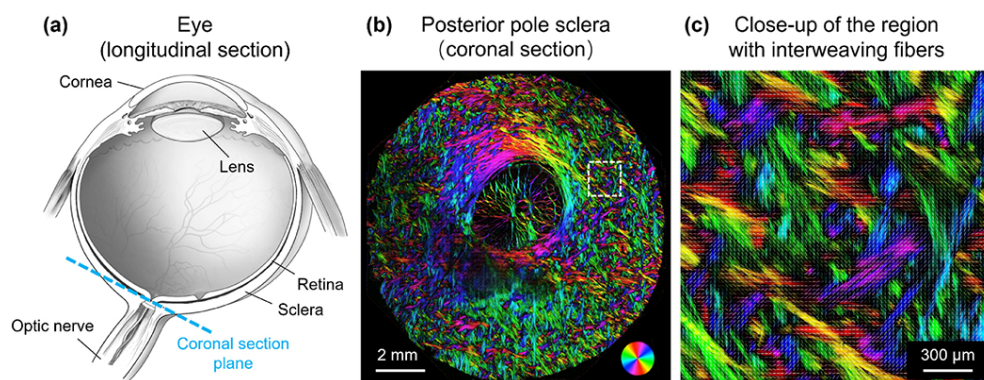 (a) Eye
(longitudinal section)
Cornea
Lens
Retina
Sclera
Optic nerve
Coronal section
plane
(b) Posterior pole sclera
(coronal section)
2 mm
(c) Close-up of the region
with interweaving fibers
300 μm